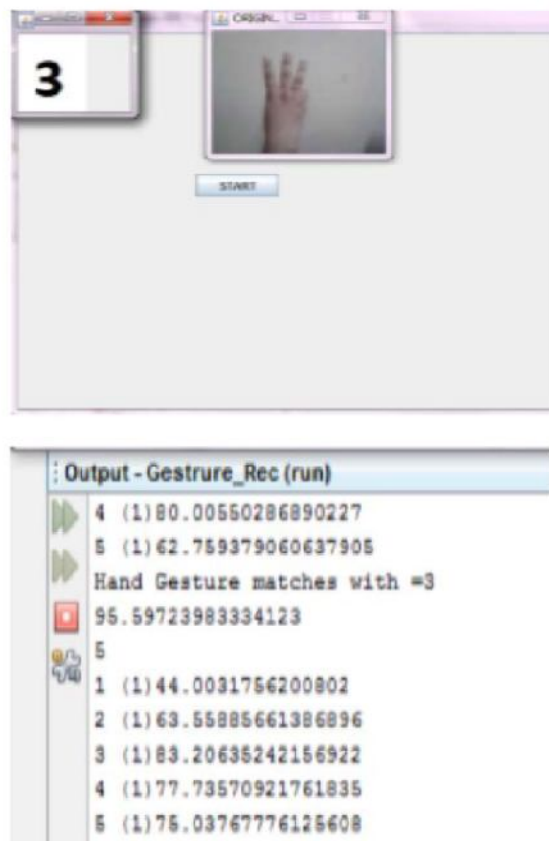 ORIGIN...
3
START
Output - Gestrure_Rec (run)
4 (1)80.00550286890227
5 (1)62.759379060637905
Hand Gesture matches with =3
95.59723983334123
5
1 (1)44.0031756200802
2 (1)63.55885661386896
3 (1)83.20635242156922
4 (1)77.73570921761835
5 (1)75.03767776125608